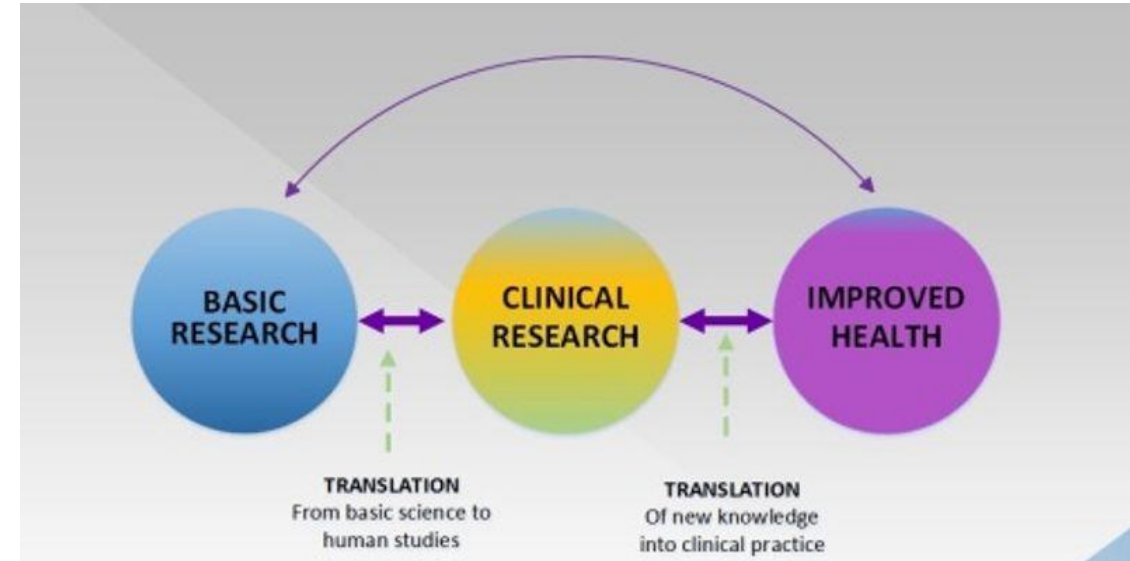 BASIC
RESEARCH
CLINICAL
RESEARCH
IMPROVED
HEALTH
TRANSLATION
From basic science to
human studies
TRANSLATION
Of new knowledge
into clinical practice